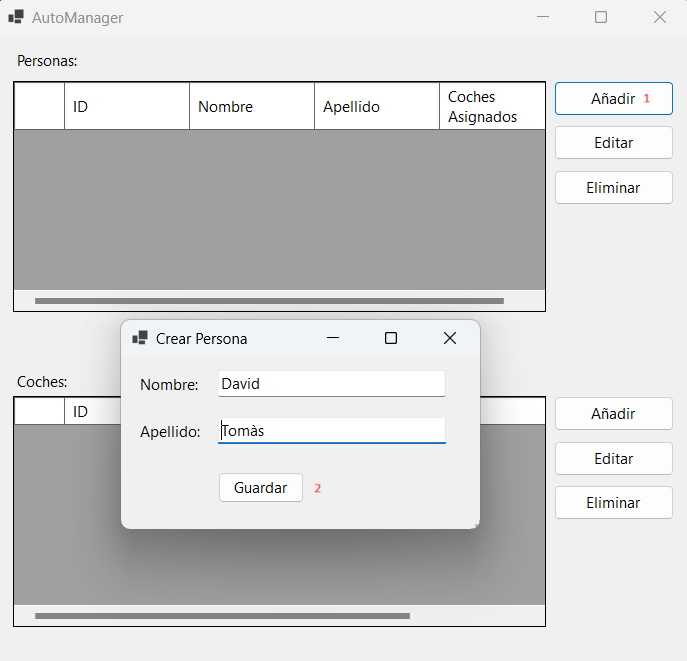 AutoManager
Personas:
ID Nombre Apellido Coches Asignados
Añadir 1
Editar
Eliminar
Crear Persona
Nombre: David
Apellido: Tomàs
Guardar 2
Coches:
ID
Añadir
Editar
Eliminar